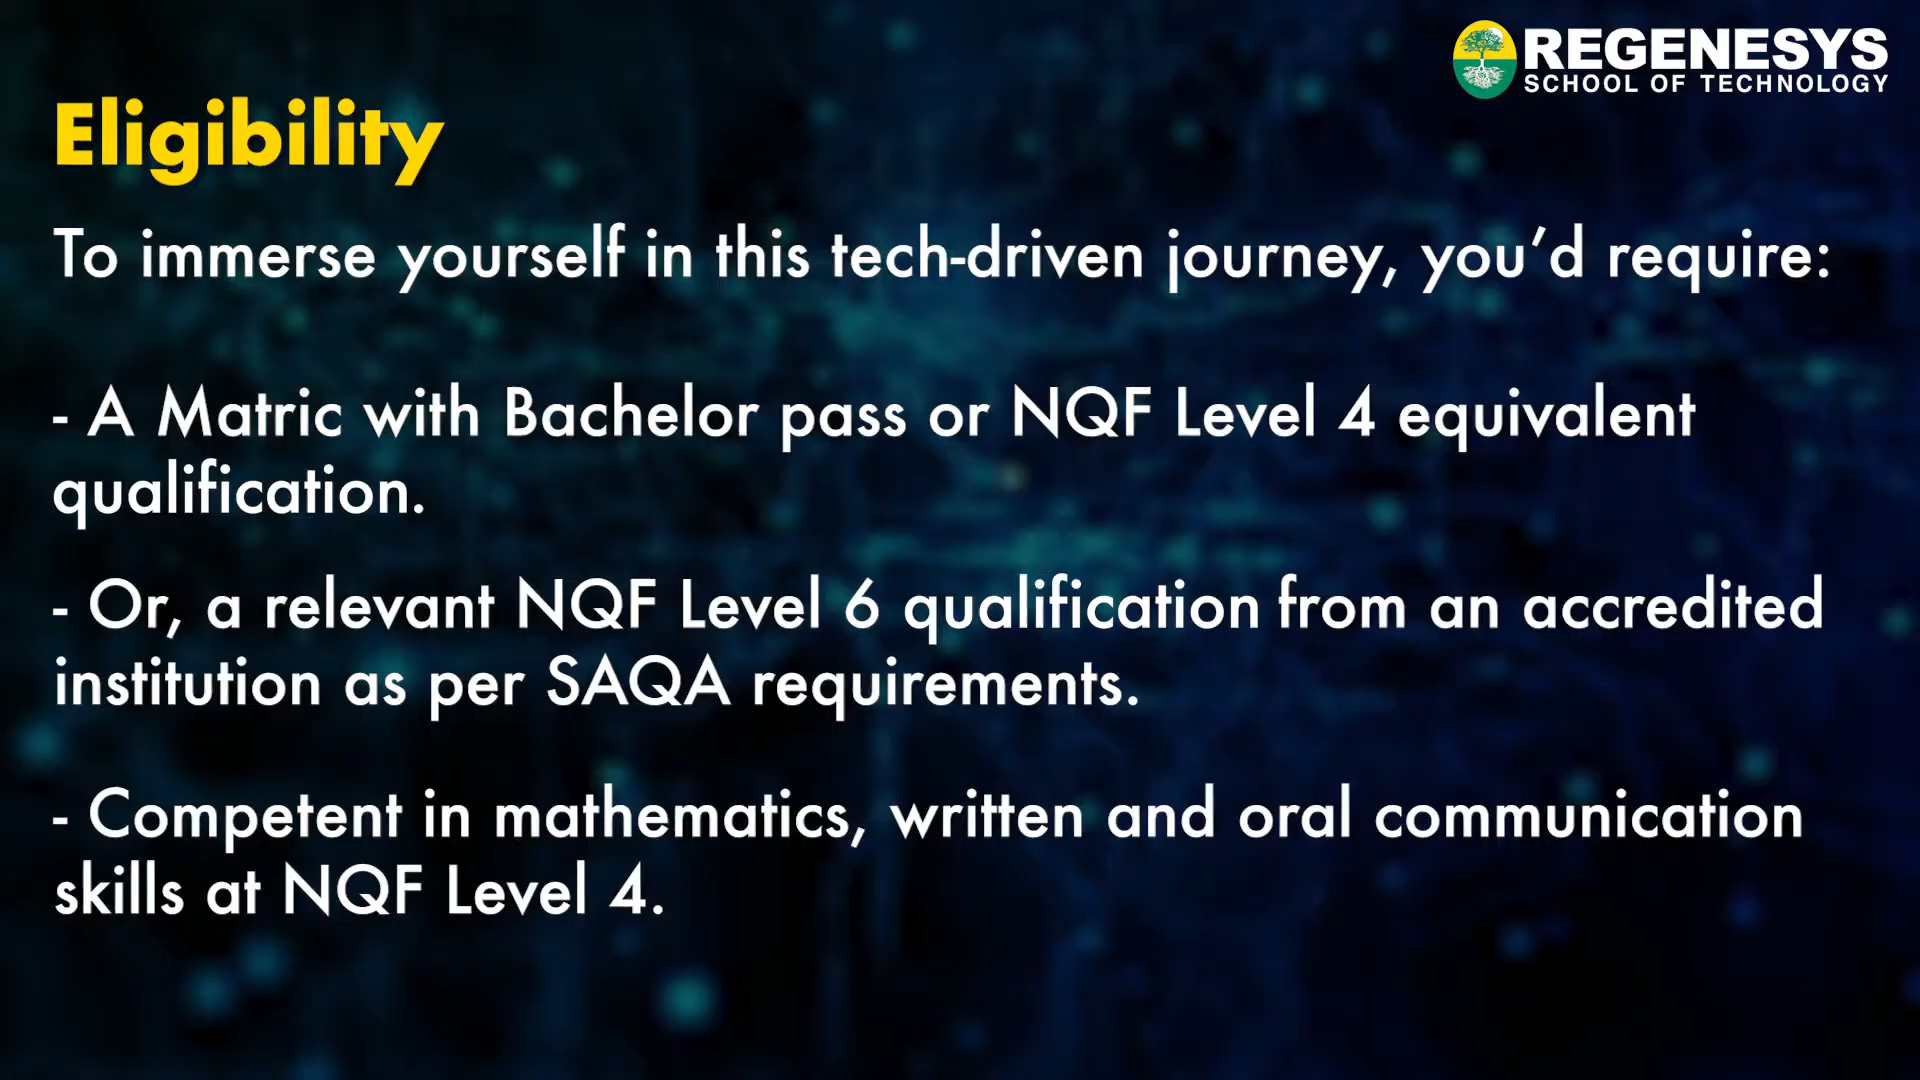 REGENESYS
SCHOOL OF TECHNOLOGY
Eligibility
To immerse yourself in this tech-driven journey, you’d require:
- A Matric with Bachelor pass or NQF Level 4 equivalent
qualification.
- Or, a relevant NQF Level 6 qualification from an accredited
institution as per SAQA requirements.
- Competent in mathematics, written and oral communication
skills at NQF Level 4.